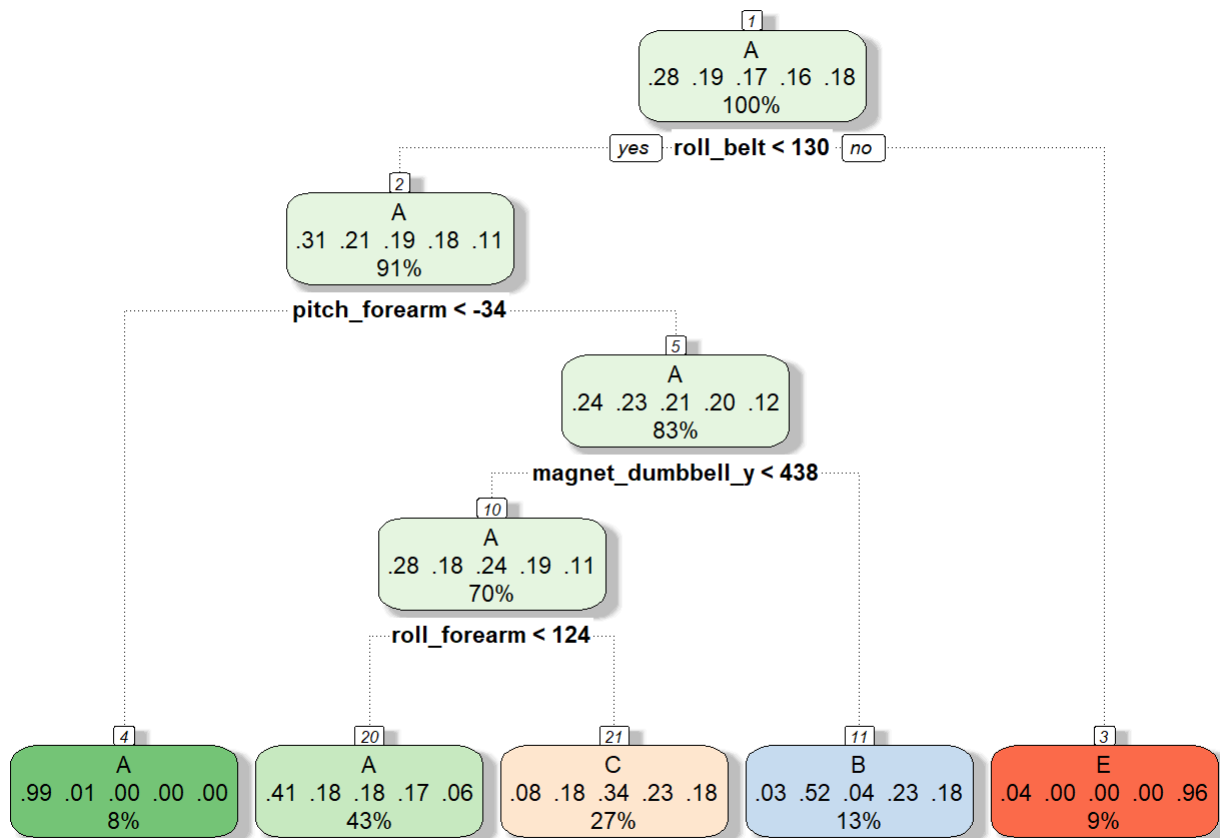 1
A
.28 .19 .17 .16 .18
100%
yes roll_belt < 130 no
2
A
.31 .21 .19 .18 .11
91%
pitch_forearm < -34
5
A
.24 .23 .21 .20 .12
83%
magnet_dumbbell_y < 438
10
A
.28 .18 .24 .19 .11
70%
roll_forearm < 124
4
A
.99 .01 .00 .00 .00
8%
20
A
.41 .18 .18 .17 .06
43%
21
C
.08 .18 .34 .23 .18
27%
11
B
.03 .52 .04 .23 .18
13%
3
E
.04 .00 .00 .00 .96
9%